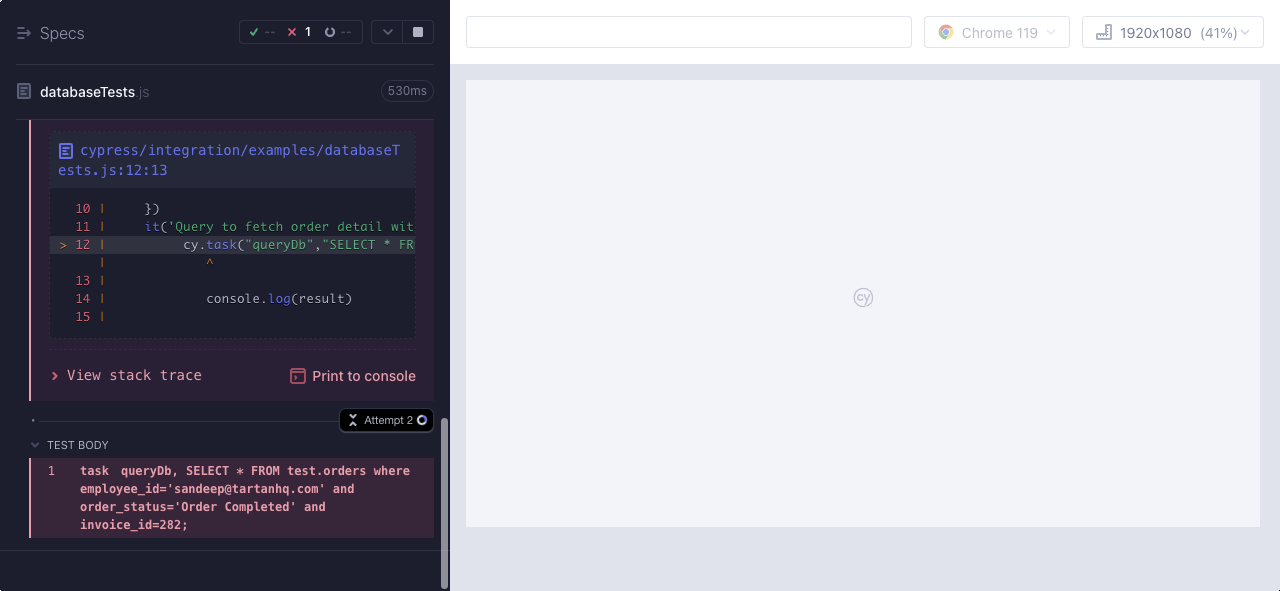 Specs
-- 1 --
Chrome 119
1920x1080 (41%)
databaseTests.js
530ms
cypress/integration/examples/databaseT
ests.js:12:13
10 | })
11 | it('Query to fetch order detail wit
> 12 | cy.task("queryDb","SELECT * FR
| ^
13 |
14 | console.log(result)
15 |
View stack trace
Print to console
Attempt 2
TEST BODY
1 task queryDb, SELECT * FROM test.orders where
employee_id='sandeep@tartanhq.com' and
order_status='Order Completed' and
invoice_id=282;
cy